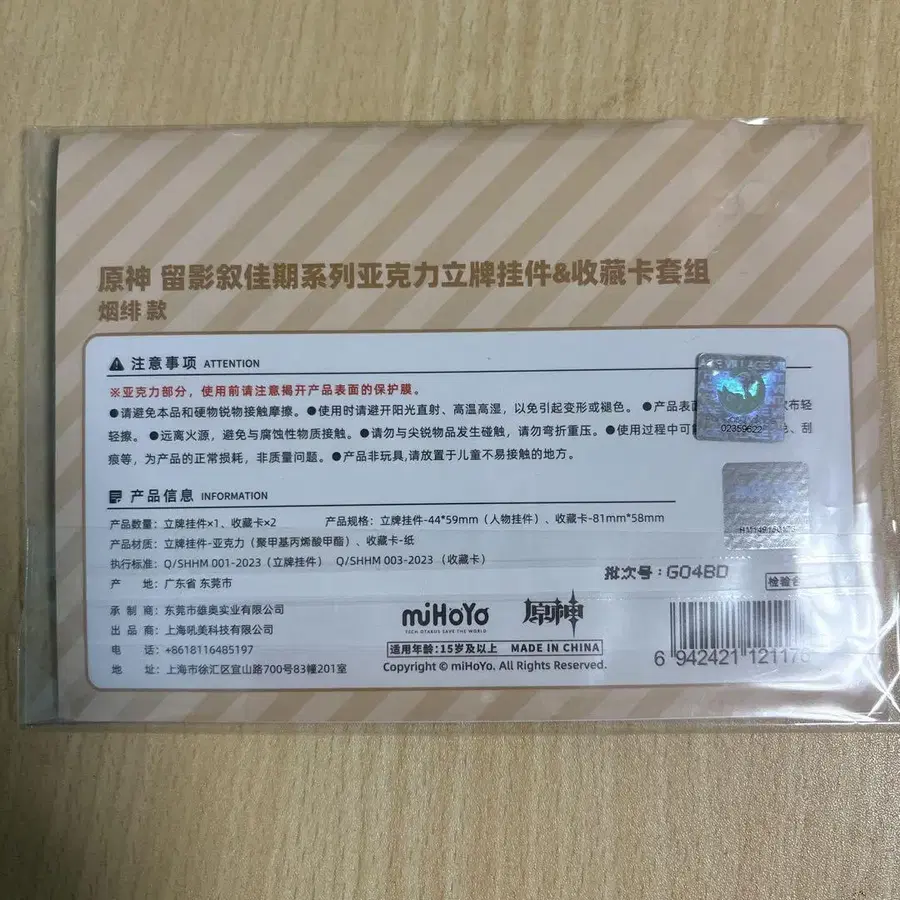 原神 留影叙佳期系列亚克力立牌挂件&收藏卡套组
烟绯 款
注意事项 ATTENTION
※亚克力部分，使用前请注意揭开产品表面的保护膜。
●请避免本品和硬物锐物接触摩擦。●使用时请避开阳光直射、高温高湿，以免引起变形或褪色。●产品表面 布轻
轻擦。●远离火源，避免与腐蚀性物质接触。●请勿与尖锐物品发生碰触，请勿弯折重压。●使用过程中可 、刮
痕等，为产品的正常损耗，非质量问题。●产品非玩具,请放置于儿童不易接触的地方。
02359622
产品信息 INFORMATION
产品数量：立牌挂件×1、收藏卡×2 产品规格：立牌挂件-44*59mm（人物挂件）、收藏卡-81mm*58mm
产品材质：立牌挂件-亚克力（聚甲基丙烯酸甲酯）、收藏卡-纸
执行标准：Q/SHHM 001-2023（立牌挂件） Q/SHHM 003-2023（收藏卡）
产 地：广东省 东莞市
批次号：G04BD
检验合
承 制 商：东莞市雄奥实业有限公司
出 品 商：上海吼美科技有限公司
电 话：+8618116485197
地 址：上海市徐汇区宜山路700号83幢201室
miHoYo
TECH OTAKUS SAVE THE WORLD
原神
适用年龄:15岁及以上 MADE IN CHINA
Copyright © miHoYo. All Rights Reserved.
6 942421 121176